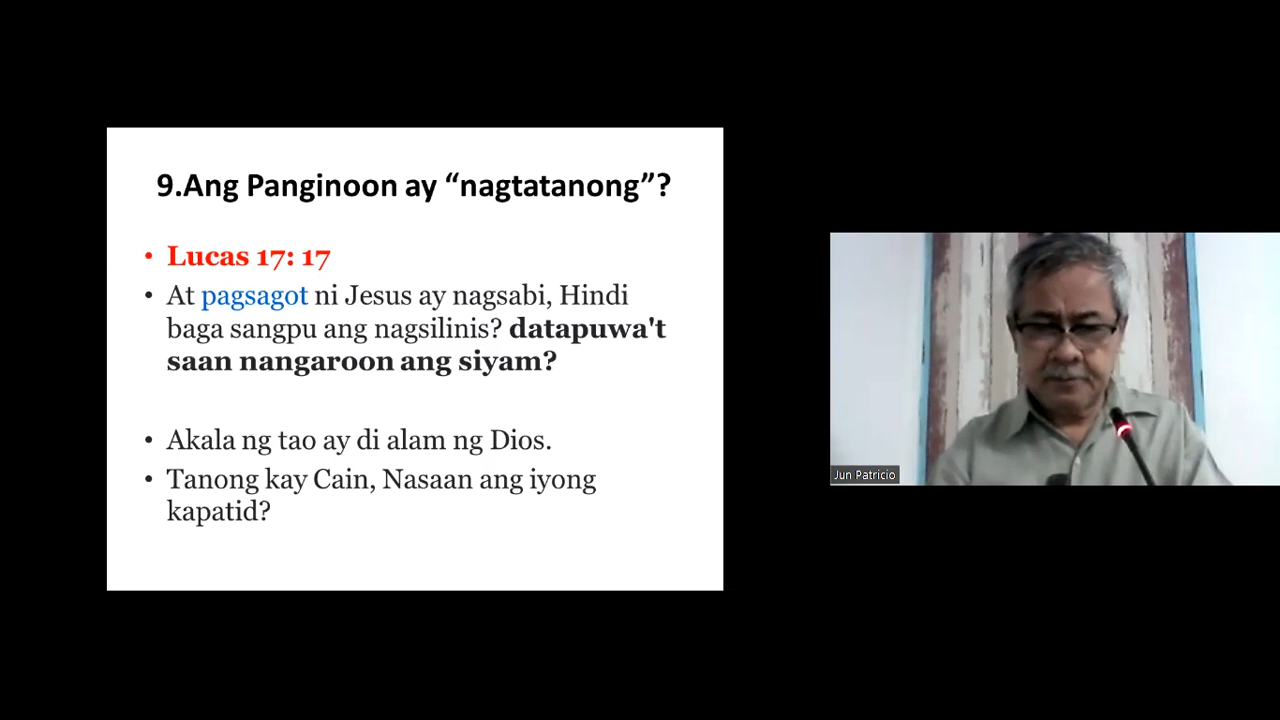 9.Ang Panginoon ay “nagtatanong”?
• Lucas 17: 17
• At pagsagot ni Jesus ay nagsabi, Hindi
baga sangpu ang nagsilinis? datapuwa't
saan nangaroon ang siyam?
• Akala ng tao ay di alam ng Dios.
• Tanong kay Cain, Nasaan ang iyong
kapatid?
Jun Patricio